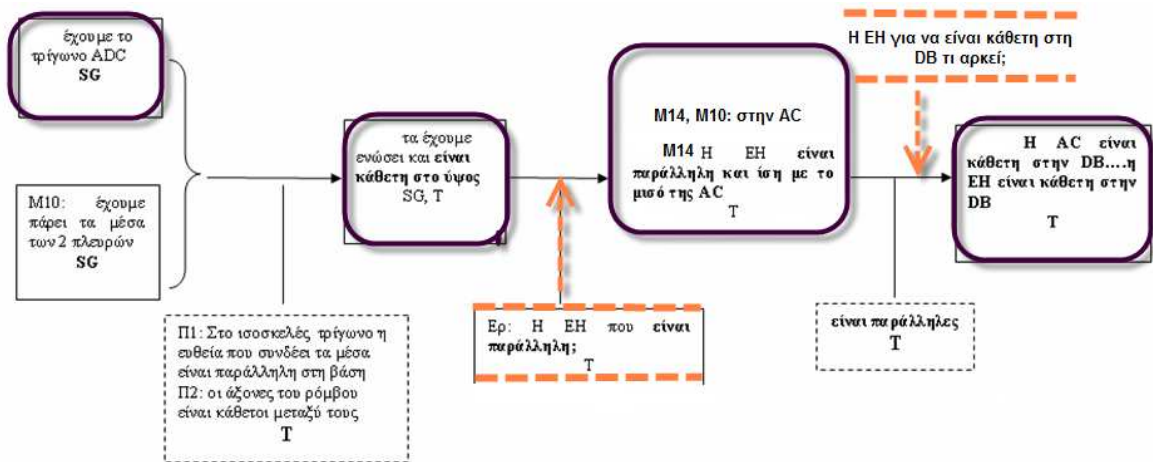 έχουμε το
τρίγωνο ADC
SG
M10: έχουμε
πάρει τα μέσα
των 2 πλευρών
SG
Π1: Στο ισοσκελές τρίγωνο η
ευθεία που συνδέει τα μέσα
είναι παράλληλη στη βάση
Π2: οι άξονες του ρόμβου
είναι κάθετοι μεταξύ τους
T
τα έχουμε
ενώσει και είναι
κάθετη στο ύψος
SG, T
Ερ: Η ΕΗ που είναι
παράλληλη;
T
M14, M10: στην AC
M14 Η ΕΗ είναι
παράλληλη και ίση με το
μισό της AC
T
Η ΕΗ για να είναι κάθετη στη
DB τι αρκεί;
είναι παράλληλες
T
Η AC είναι
κάθετη στην DB....η
ΕΗ είναι κάθετη στην
DB
T